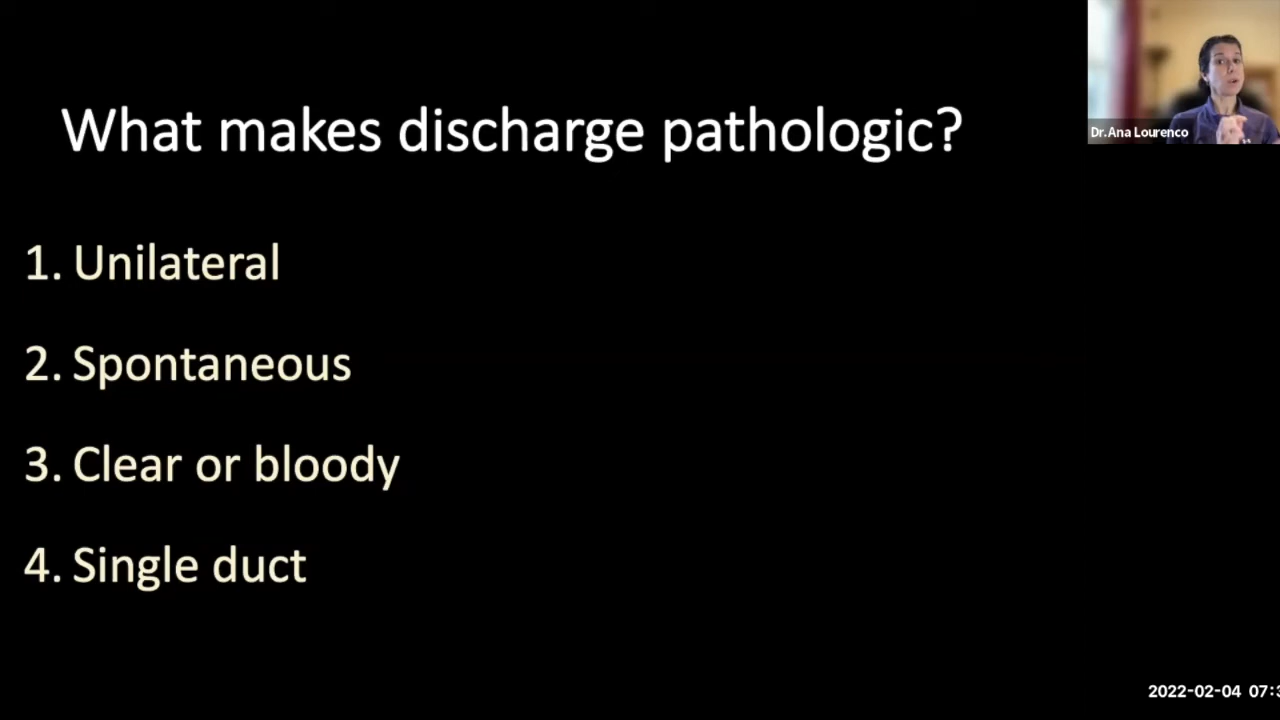 What makes discharge pathologic?
Dr. Ana Lourenco
1. Unilateral
2. Spontaneous
3. Clear or bloody
4. Single duct
2022-02-04 07: